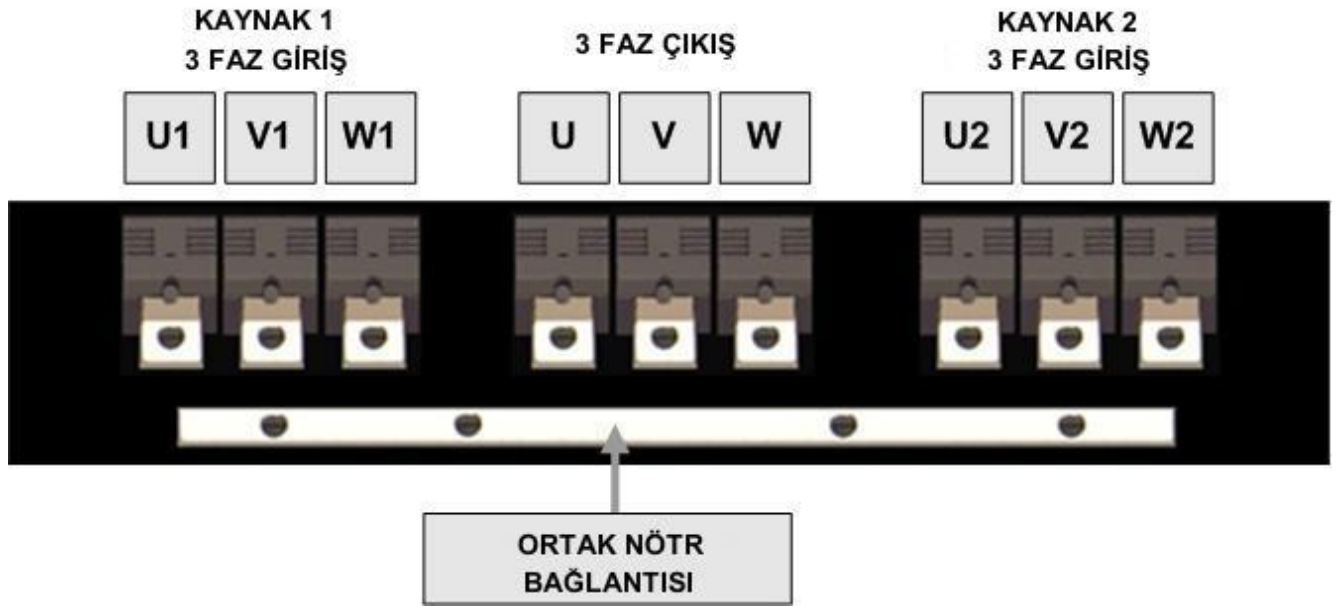 KAYNAK 1
3 FAZ GİRİŞ
3 FAZ ÇIKIŞ
KAYNAK 2
3 FAZ GİRİŞ
U1 V1 W1
U V W
U2 V2 W2
ORTAK NÖTR
BAĞLANTISI